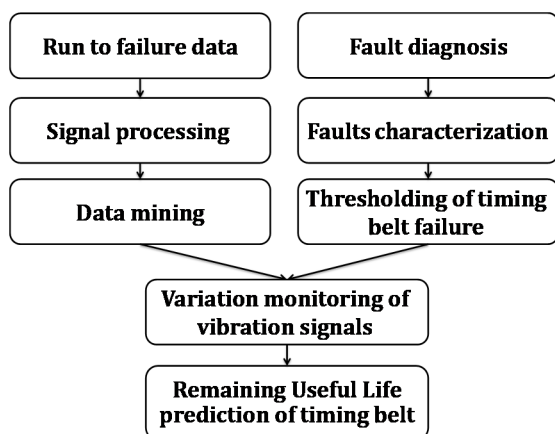 Run to failure data
Fault diagnosis
Signal processing
Faults characterization
Data mining
Thresholding of timing
belt failure
Variation monitoring of
vibration signals
Remaining Useful Life
prediction of timing belt